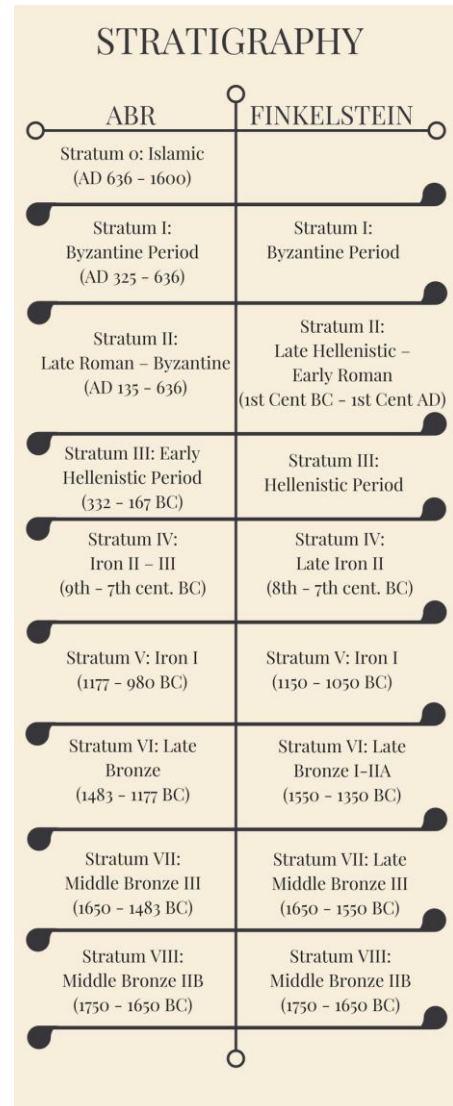 STRATIGRAPHY
ABR
FINKELSTEIN
Stratum 0: Islamic
(AD 636 - 1600)
Stratum I:
Byzantine Period
(AD 325 - 636)
Stratum I:
Byzantine Period
Stratum II:
Late Roman – Byzantine
(AD 135 - 636)
Stratum II:
Late Hellenistic –
Early Roman
(1st Cent BC - 1st Cent AD)
Stratum III: Early
Hellenistic Period
(332 - 167 BC)
Stratum III:
Hellenistic Period
Stratum IV:
Iron II – III
(9th - 7th cent. BC)
Stratum IV:
Late Iron II
(8th - 7th cent. BC)
Stratum V: Iron I
(1177 - 980 BC)
Stratum V: Iron I
(1150 - 1050 BC)
Stratum VI: Late
Bronze
(1483 - 1177 BC)
Stratum VI: Late
Bronze I-IIA
(1550 - 1350 BC)
Stratum VII:
Middle Bronze III
(1650 - 1483 BC)
Stratum VII: Late
Middle Bronze III
(1650 - 1550 BC)
Stratum VIII:
Middle Bronze IIB
(1750 - 1650 BC)
Stratum VIII:
Middle Bronze IIB
(1750 - 1650 BC)